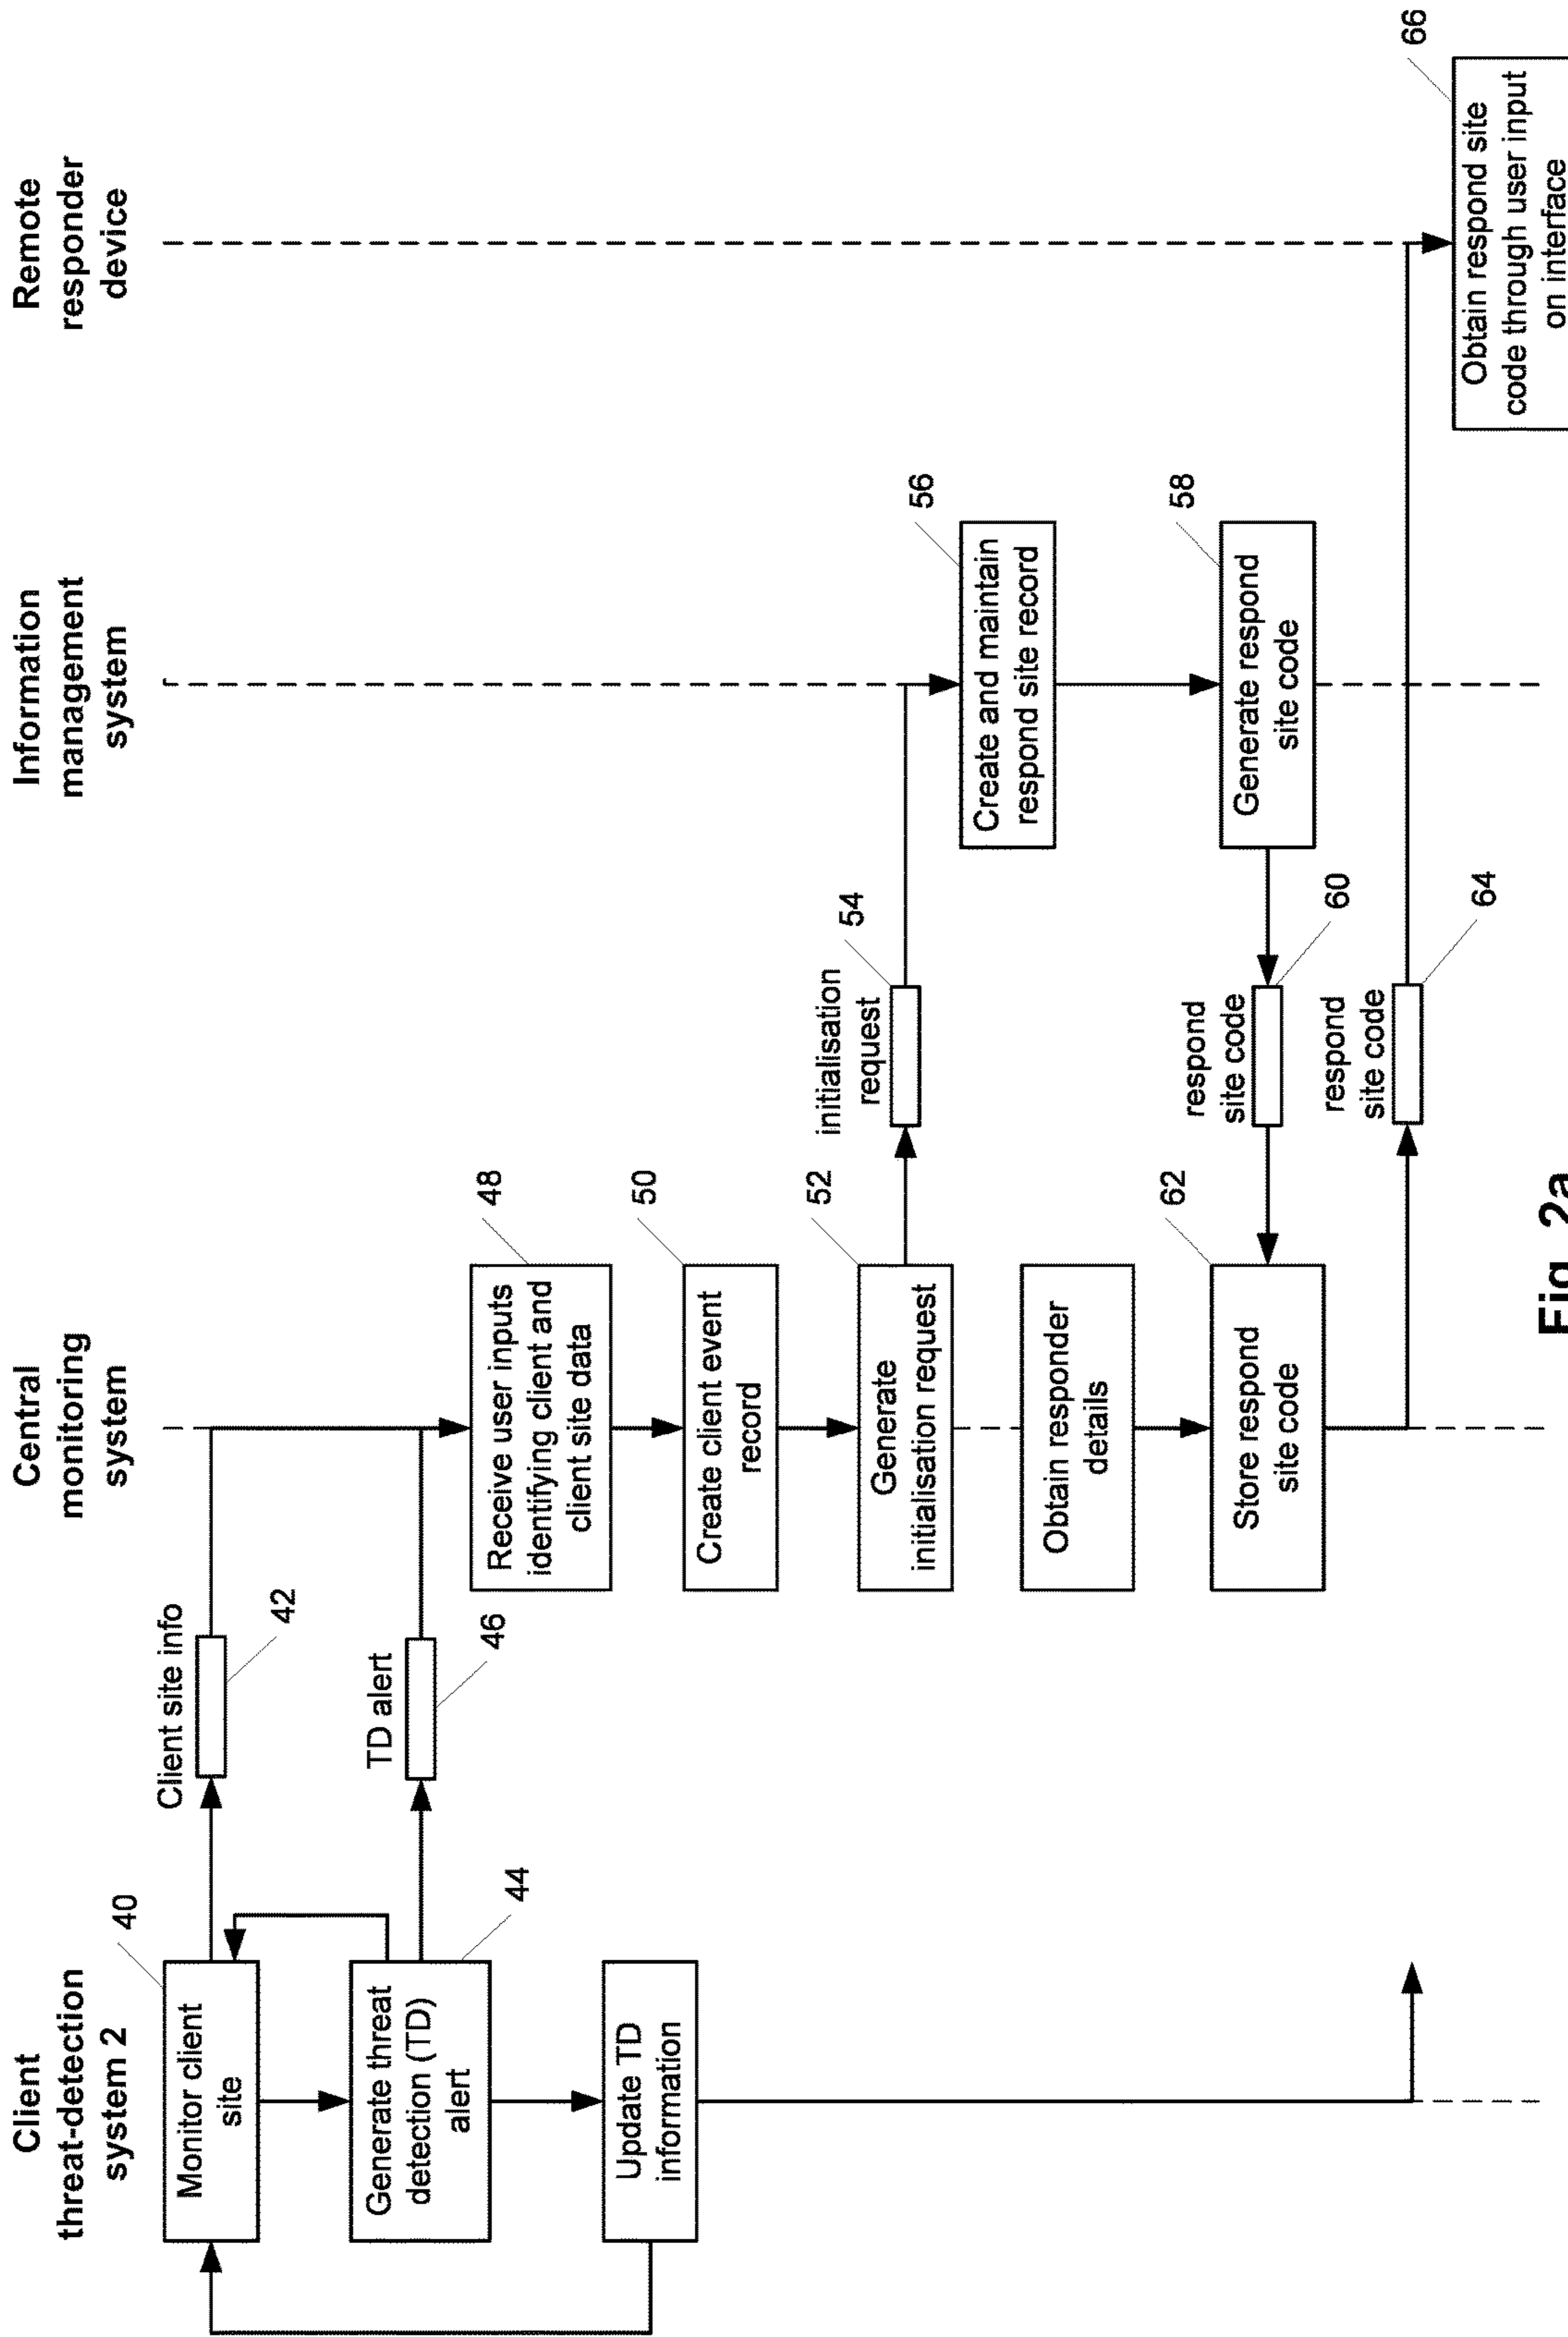 Client
threat-detection
system 2
Central
monitoring
system
Information
management
system
Remote
responder
device
40
Monitor client
site
Client site info
42
Generate threat
detection (TD)
alert
44
TD alert
46
Update TD
information
Receive user inputs
identifying client and
client site data
48
Create client event
record
50
Generate
initialisation request
52
initialisation
request
54
Create and maintain
respond site record
56
Obtain responder
details
Generate respond
site code
58
respond
site code
60
Store respond
site code
62
respond
site code
64
Obtain respond site
code through user input
on interface
66
Fig. 2a